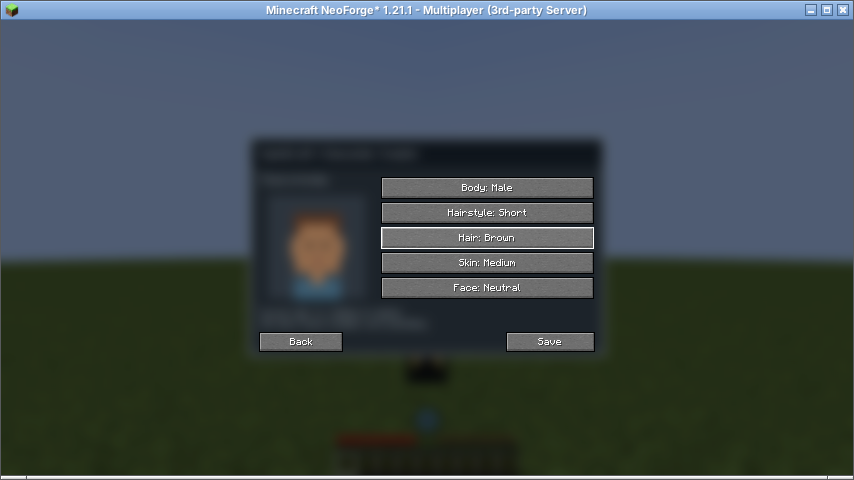 Minecraft NeoForge* 1.21.1 - Multiplayer (3rd-party Server)
Body: Male
Hairstyle: Short
Hair: Brown
Skin: Medium
Face: Neutral
Back
Save